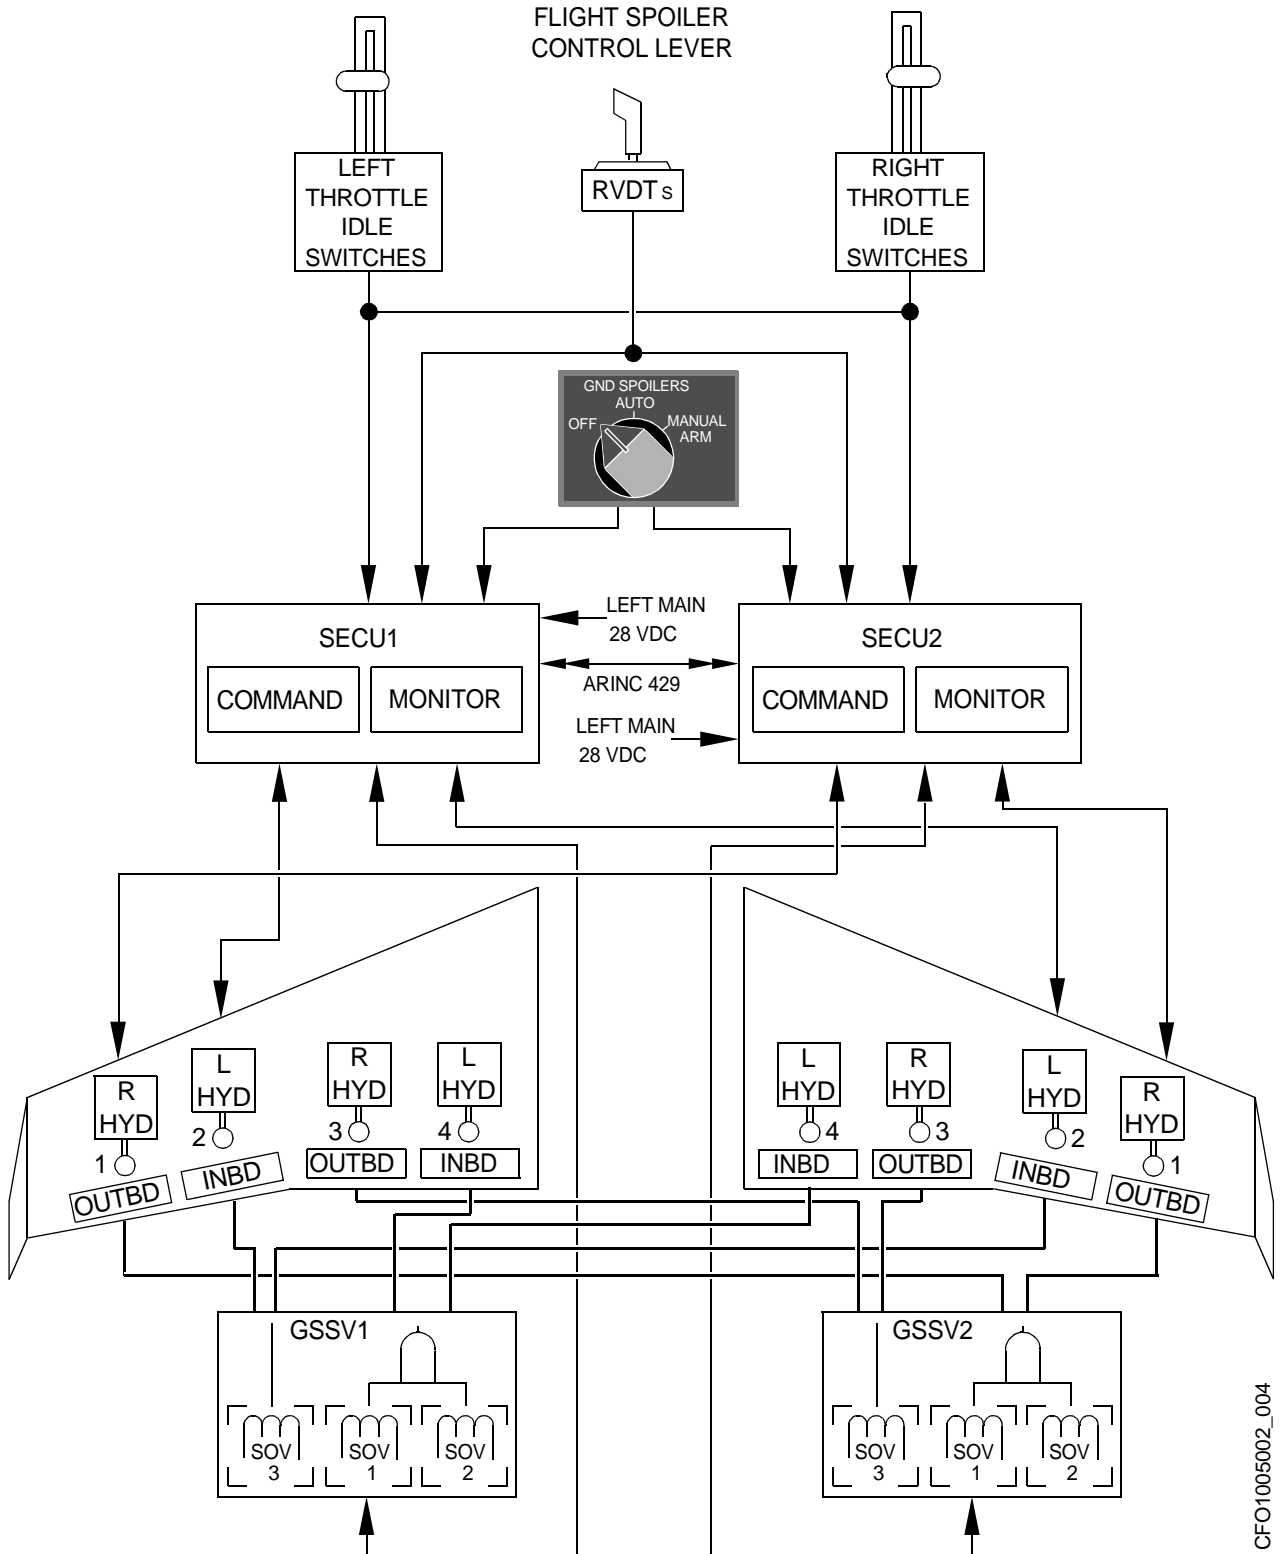 FLIGHT SPOILER
CONTROL LEVER
LEFT
THROTTLE
IDLE
SWITCHES
RVDT S
RIGHT
THROTTLE
IDLE
SWITCHES
GND SPOILERS
AUTO
OFF
MANUAL
ARM
SECU1
COMMAND
MONITOR
LEFT MAIN
28 VDC
ARINC 429
LEFT MAIN
28 VDC
SECU2
COMMAND
MONITOR
R
HYD
1
OUTBD
L
HYD
2
INBD
R
HYD
3
OUTBD
L
HYD
4
INBD
L
HYD
4
INBD
R
HYD
3
OUTBD
L
HYD
2
INBD
R
HYD
1
OUTBD
GSSV1
SOV
3
SOV
1
SOV
2
GSSV2
SOV
3
SOV
1
SOV
2
CFO1005002_004